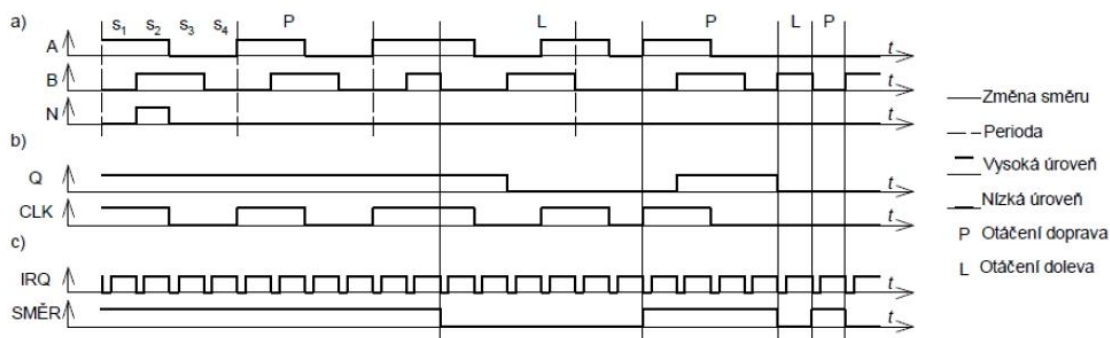 a) s1 s2 s3 s4 P L P L P
A t
B t
N t
b)
Q t
CLK t
c)
IRQ t
SMĚR t
Změna směru
Perioda
Vysoká úroveň
Nízká úroveň
P Otáčení doprava
L Otáčení doleva